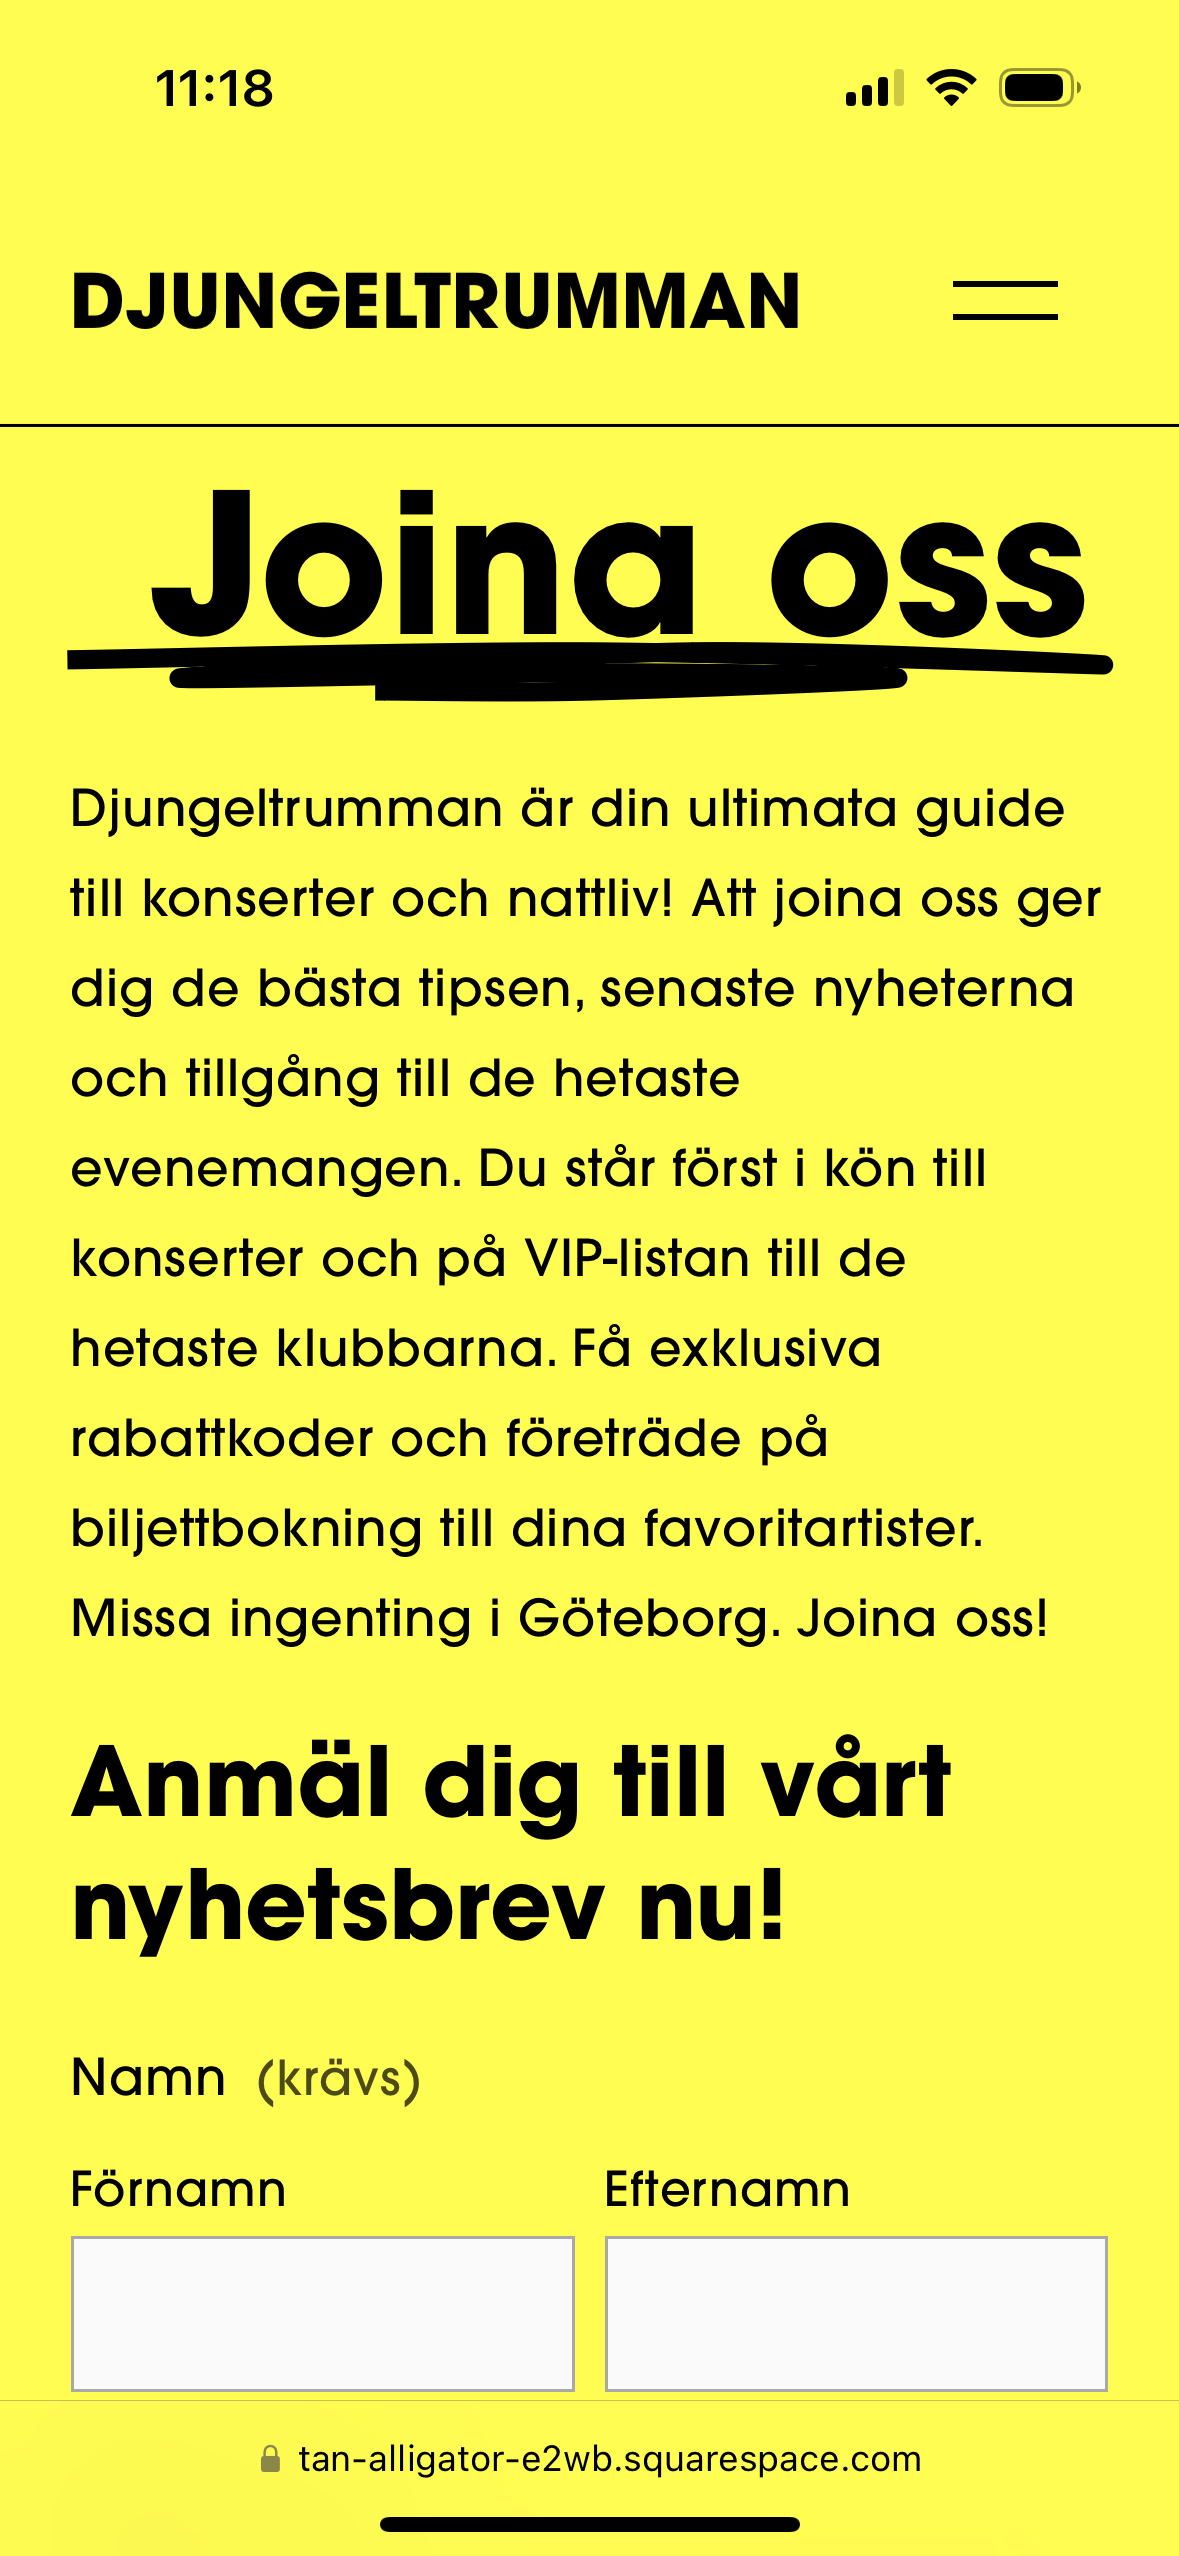 11:18
DJUNGELTRUMMAN
Joina oss
Djungeltrumman är din ultimata guide
till konserter och nattliv! Att joina oss ger
dig de bästa tipsen, senaste nyheterna
och tillgång till de hetaste
evenemangen. Du står först i kön till
konserter och på VIP-listan till de
hetaste klubbarna. Få exklusiva
rabattkoder och företräde på
biljettbokning till dina favoritartister.
Missa ingenting i Göteborg. Joina oss!
Anmäl dig till vårt
nyhetsbrev nu!
Namn (krävs)
Förnamn Efternamn
tan-alligator-e2wb.squarespace.com